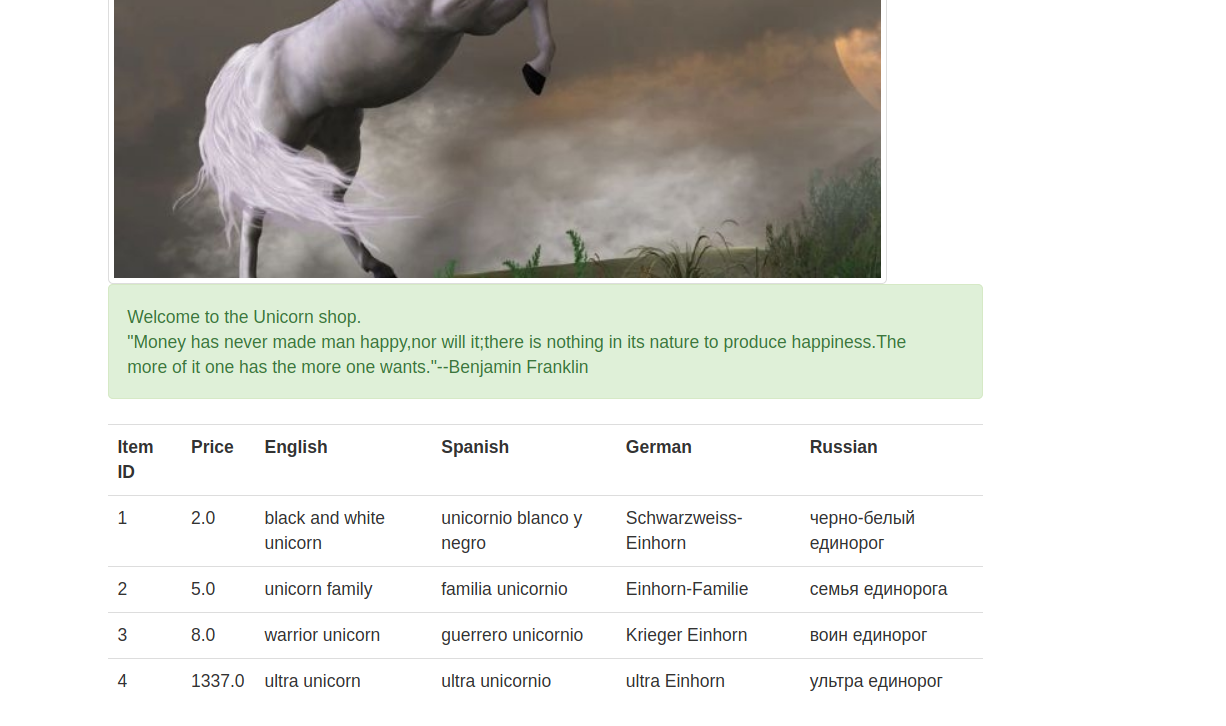 Welcome to the Unicorn shop.
"Money has never made man happy,nor will it;there is nothing in its nature to produce happiness.The
more of it one has the more one wants."--Benjamin Franklin
Item ID Price English Spanish German Russian
1 2.0 black and white unicorn unicornio blanco y negro Schwarzweiss-Einhorn черно-белый единорог
2 5.0 unicorn family familia unicornio Einhorn-Familie семья единорога
3 8.0 warrior unicorn guerrero unicornio Krieger Einhorn воин единорог
4 1337.0 ultra unicorn ultra unicornio ultra Einhorn ультра единорог